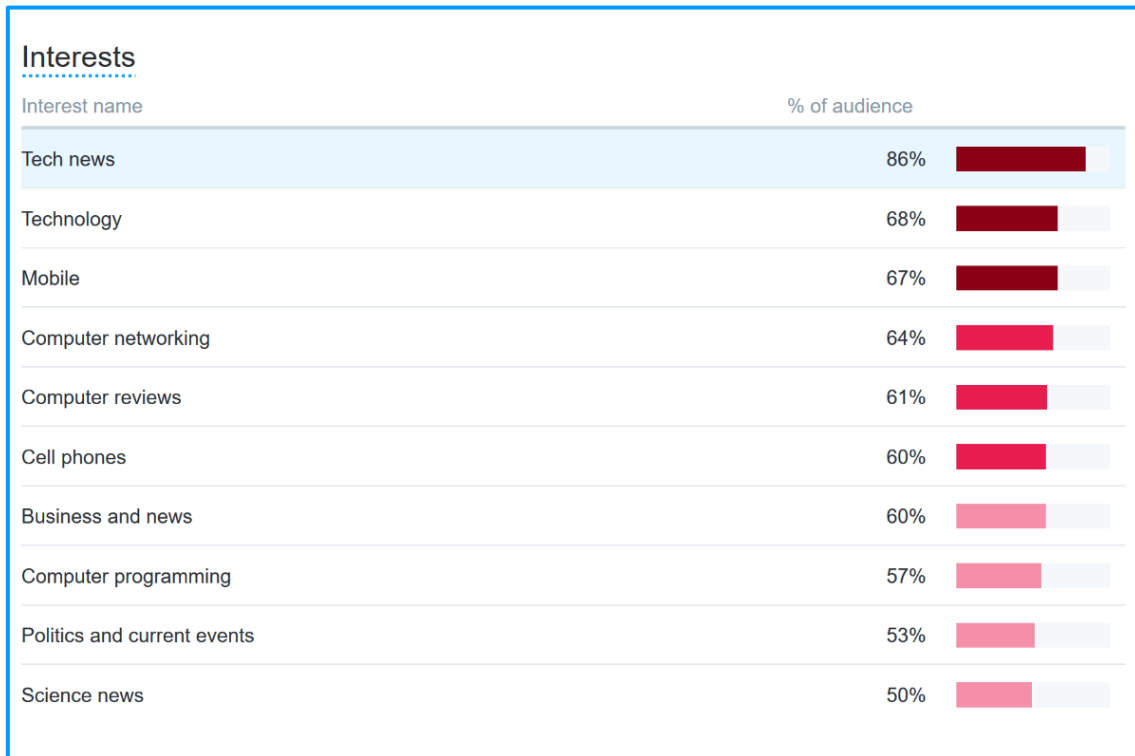 Interests
Interest name % of audience
Tech news 86%
Technology 68%
Mobile 67%
Computer networking 64%
Computer reviews 61%
Cell phones 60%
Business and news 60%
Computer programming 57%
Politics and current events 53%
Science news 50%